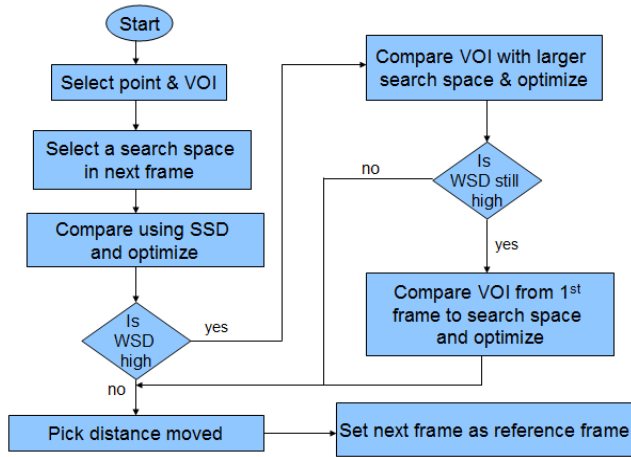 Start
Select point & VOI
Select a search space
in next frame
Compare using SSD
and optimize
Is
WSD
high
yes
no
Pick distance moved
Compare VOI with larger
search space & optimize
Is
WSD still
high
no
yes
Compare VOI from 1st
frame to search space
and optimize
Set next frame as reference frame